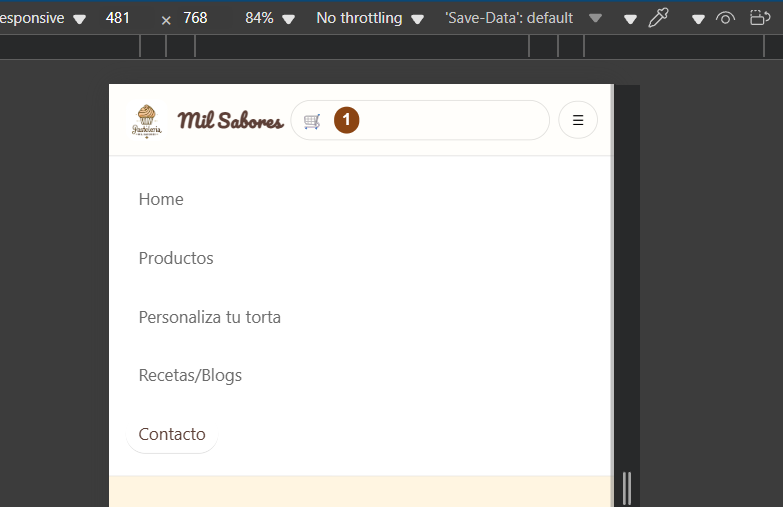 esponsive 481 × 768 84% No throttling 'Save-Data': default
Pastelería
Mil Sabores 1
Home
Productos
Personaliza tu torta
Recetas/Blogs
Contacto